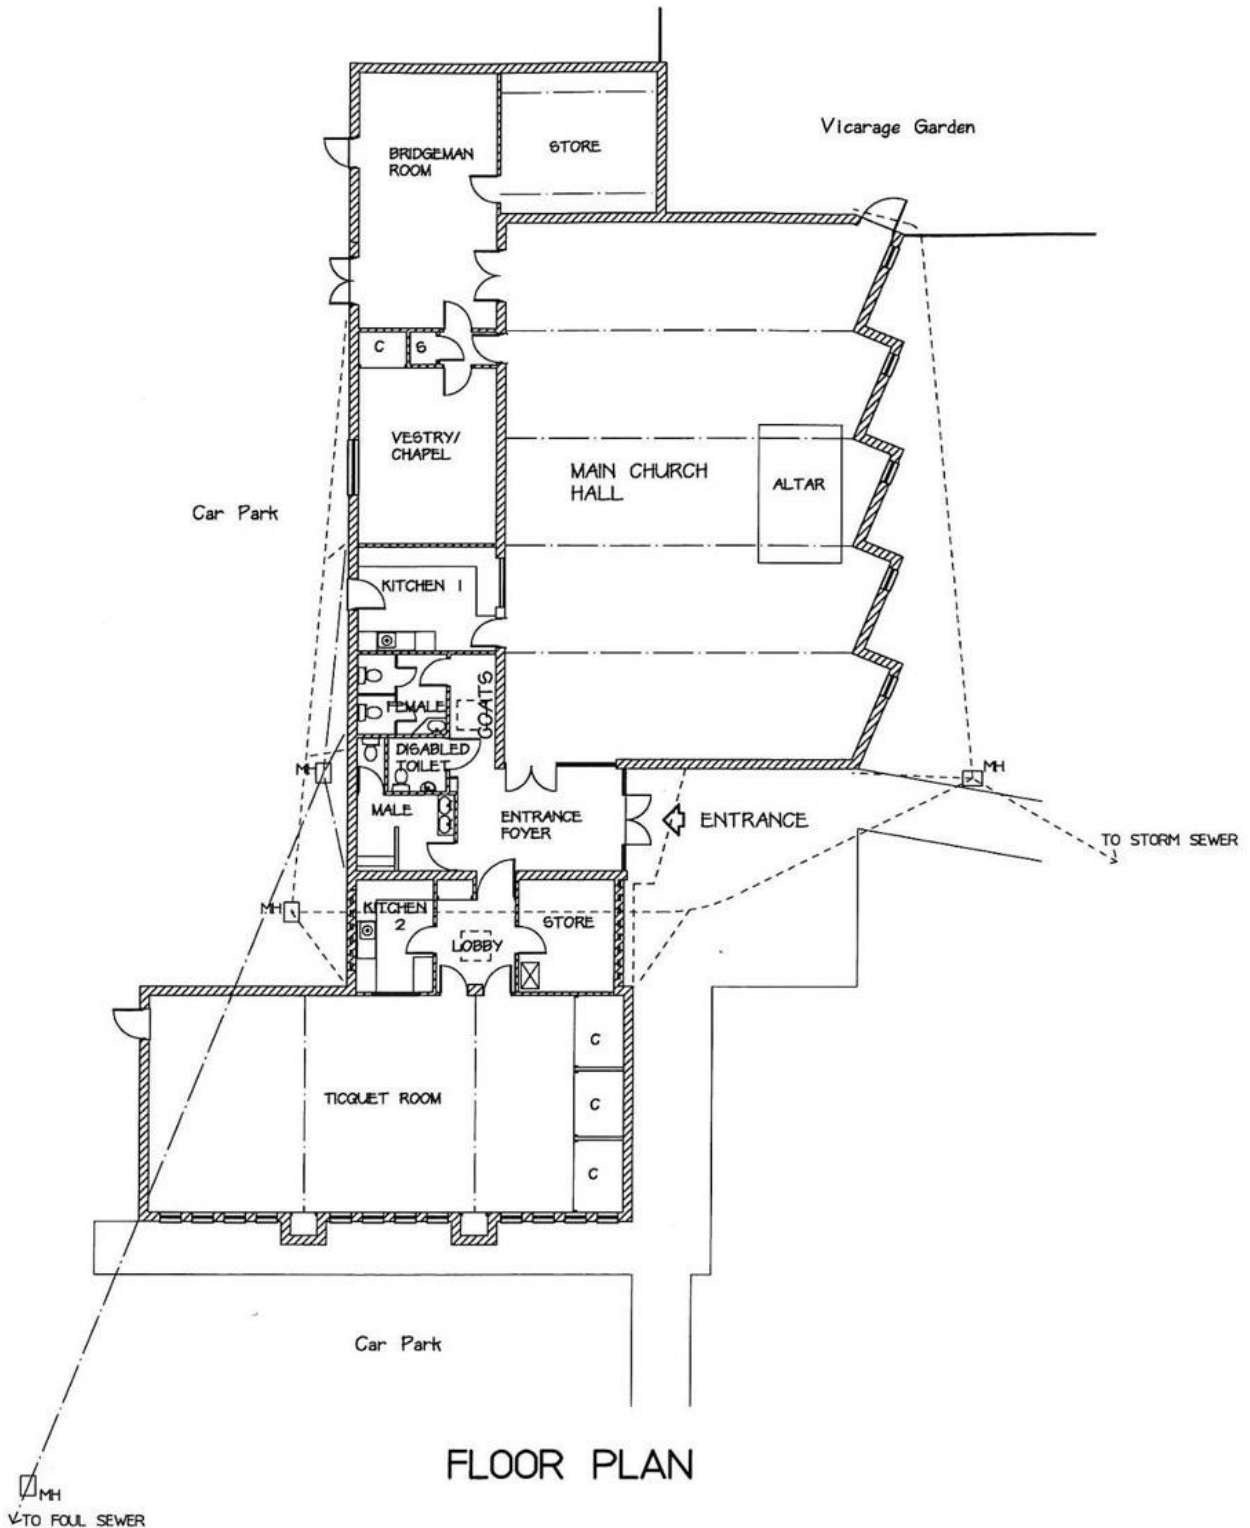 Vicarage Garden
BRIDGEMAN
ROOM
STORE
C
S
VESTRY/
CHAPEL
MAIN CHURCH
HALL
ALTAR
Car Park
KITCHEN 1
FEMALE
COATS
DISABLED
TOILET
MH
MH
MALE
ENTRANCE
FOYER
ENTRANCE
TO STORM SEWER
MH
KITCHEN
2
STORE
LOBBY
C
TICQUET ROOM
C
C
Car Park
FLOOR PLAN
MH
TO FOUL SEWER